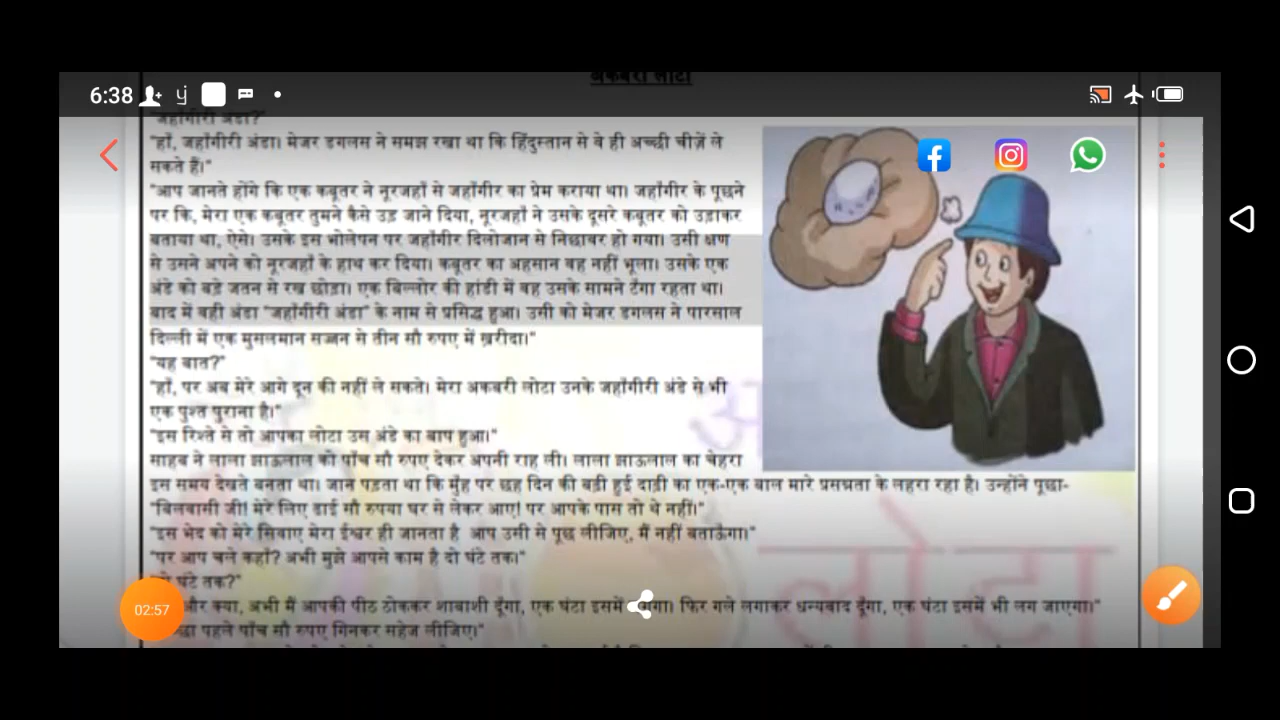 अकबरी लोटा
6:38
"जहाँगीरी अंडा?"
"हाँ, जहाँगीरी अंडा। मेजर डगलस ने समझ रखा था कि हिंदुस्तान से वे ही अच्छी चीज़ें ले
सकते हैं।"
"आप जानते होंगे कि एक कबूतर ने नूरजहाँ से जहाँगीर का प्रेम कराया था। जहाँगीर के पूछने
पर कि, मेरा एक कबूतर तुमने कैसे उड़ जाने दिया, नूरजहाँ ने उसके दूसरे कबूतर को उड़ाकर
बताया था, ऐसे। उसके इस भोलेपन पर जहाँगीर दिलोजान से निछावर हो गया। उसी क्षण
से उसने अपने को नूरजहाँ के हाथ कर दिया। कबूतर का अहसान वह नहीं भूला। उसके एक
अंडे को बड़े जतन से रख छोड़ा। एक बिल्लोर की हांडी में वह उसके सामने टँगा रहता था।
बाद में वही अंडा "जहाँगीरी अंडा" के नाम से प्रसिद्ध हुआ। उसी को मेजर डगलस ने पारसाल
दिल्ली में एक मुसलमान सज्जन से तीन सौ रुपए में ख़रीदा।"
"यह बात?"
"हाँ, पर अब मेरे आगे दून की नहीं ले सकते। मेरा अकबरी लोटा उनके जहाँगीरी अंडे से भी
एक पुश्त पुराना है।"
"इस रिश्ते से तो आपका लोटा उस अंडे का बाप हुआ।"
साहब ने लाला झाऊलाल को पाँच सौ रुपए देकर अपनी राह ली। लाला झाऊलाल का चेहरा
इस समय देखते बनता था। जान पड़ता था कि मुँह पर छह दिन की बढ़ी हुई दाढ़ी का एक-एक बाल मारे प्रसन्नता के लहरा रहा है। उन्होंने पूछा-
"बिलवासी जी! मेरे लिए ढाई सौ रुपया घर से लेकर आए! पर आपके पास तो थे नहीं।"
"इस भेद को मेरे सिवाए मेरा ईश्वर ही जानता है आप उसी से पूछ लीजिए, मैं नहीं बताऊँगा।"
"पर आप चले कहाँ? अभी मुझे आपसे काम है दो घंटे तक।"
घंटे तक?"
और क्या, अभी मैं आपकी पीठ ठोककर शाबाशी दूँगा, एक घंटा इसमें लगेगा। फिर गले लगाकर धन्यवाद दूँगा, एक घंटा इसमें भी लग जाएगा।"
पहले पाँच सौ रुपए गिनकर सहेज लीजिए।"
02:57
लोटा